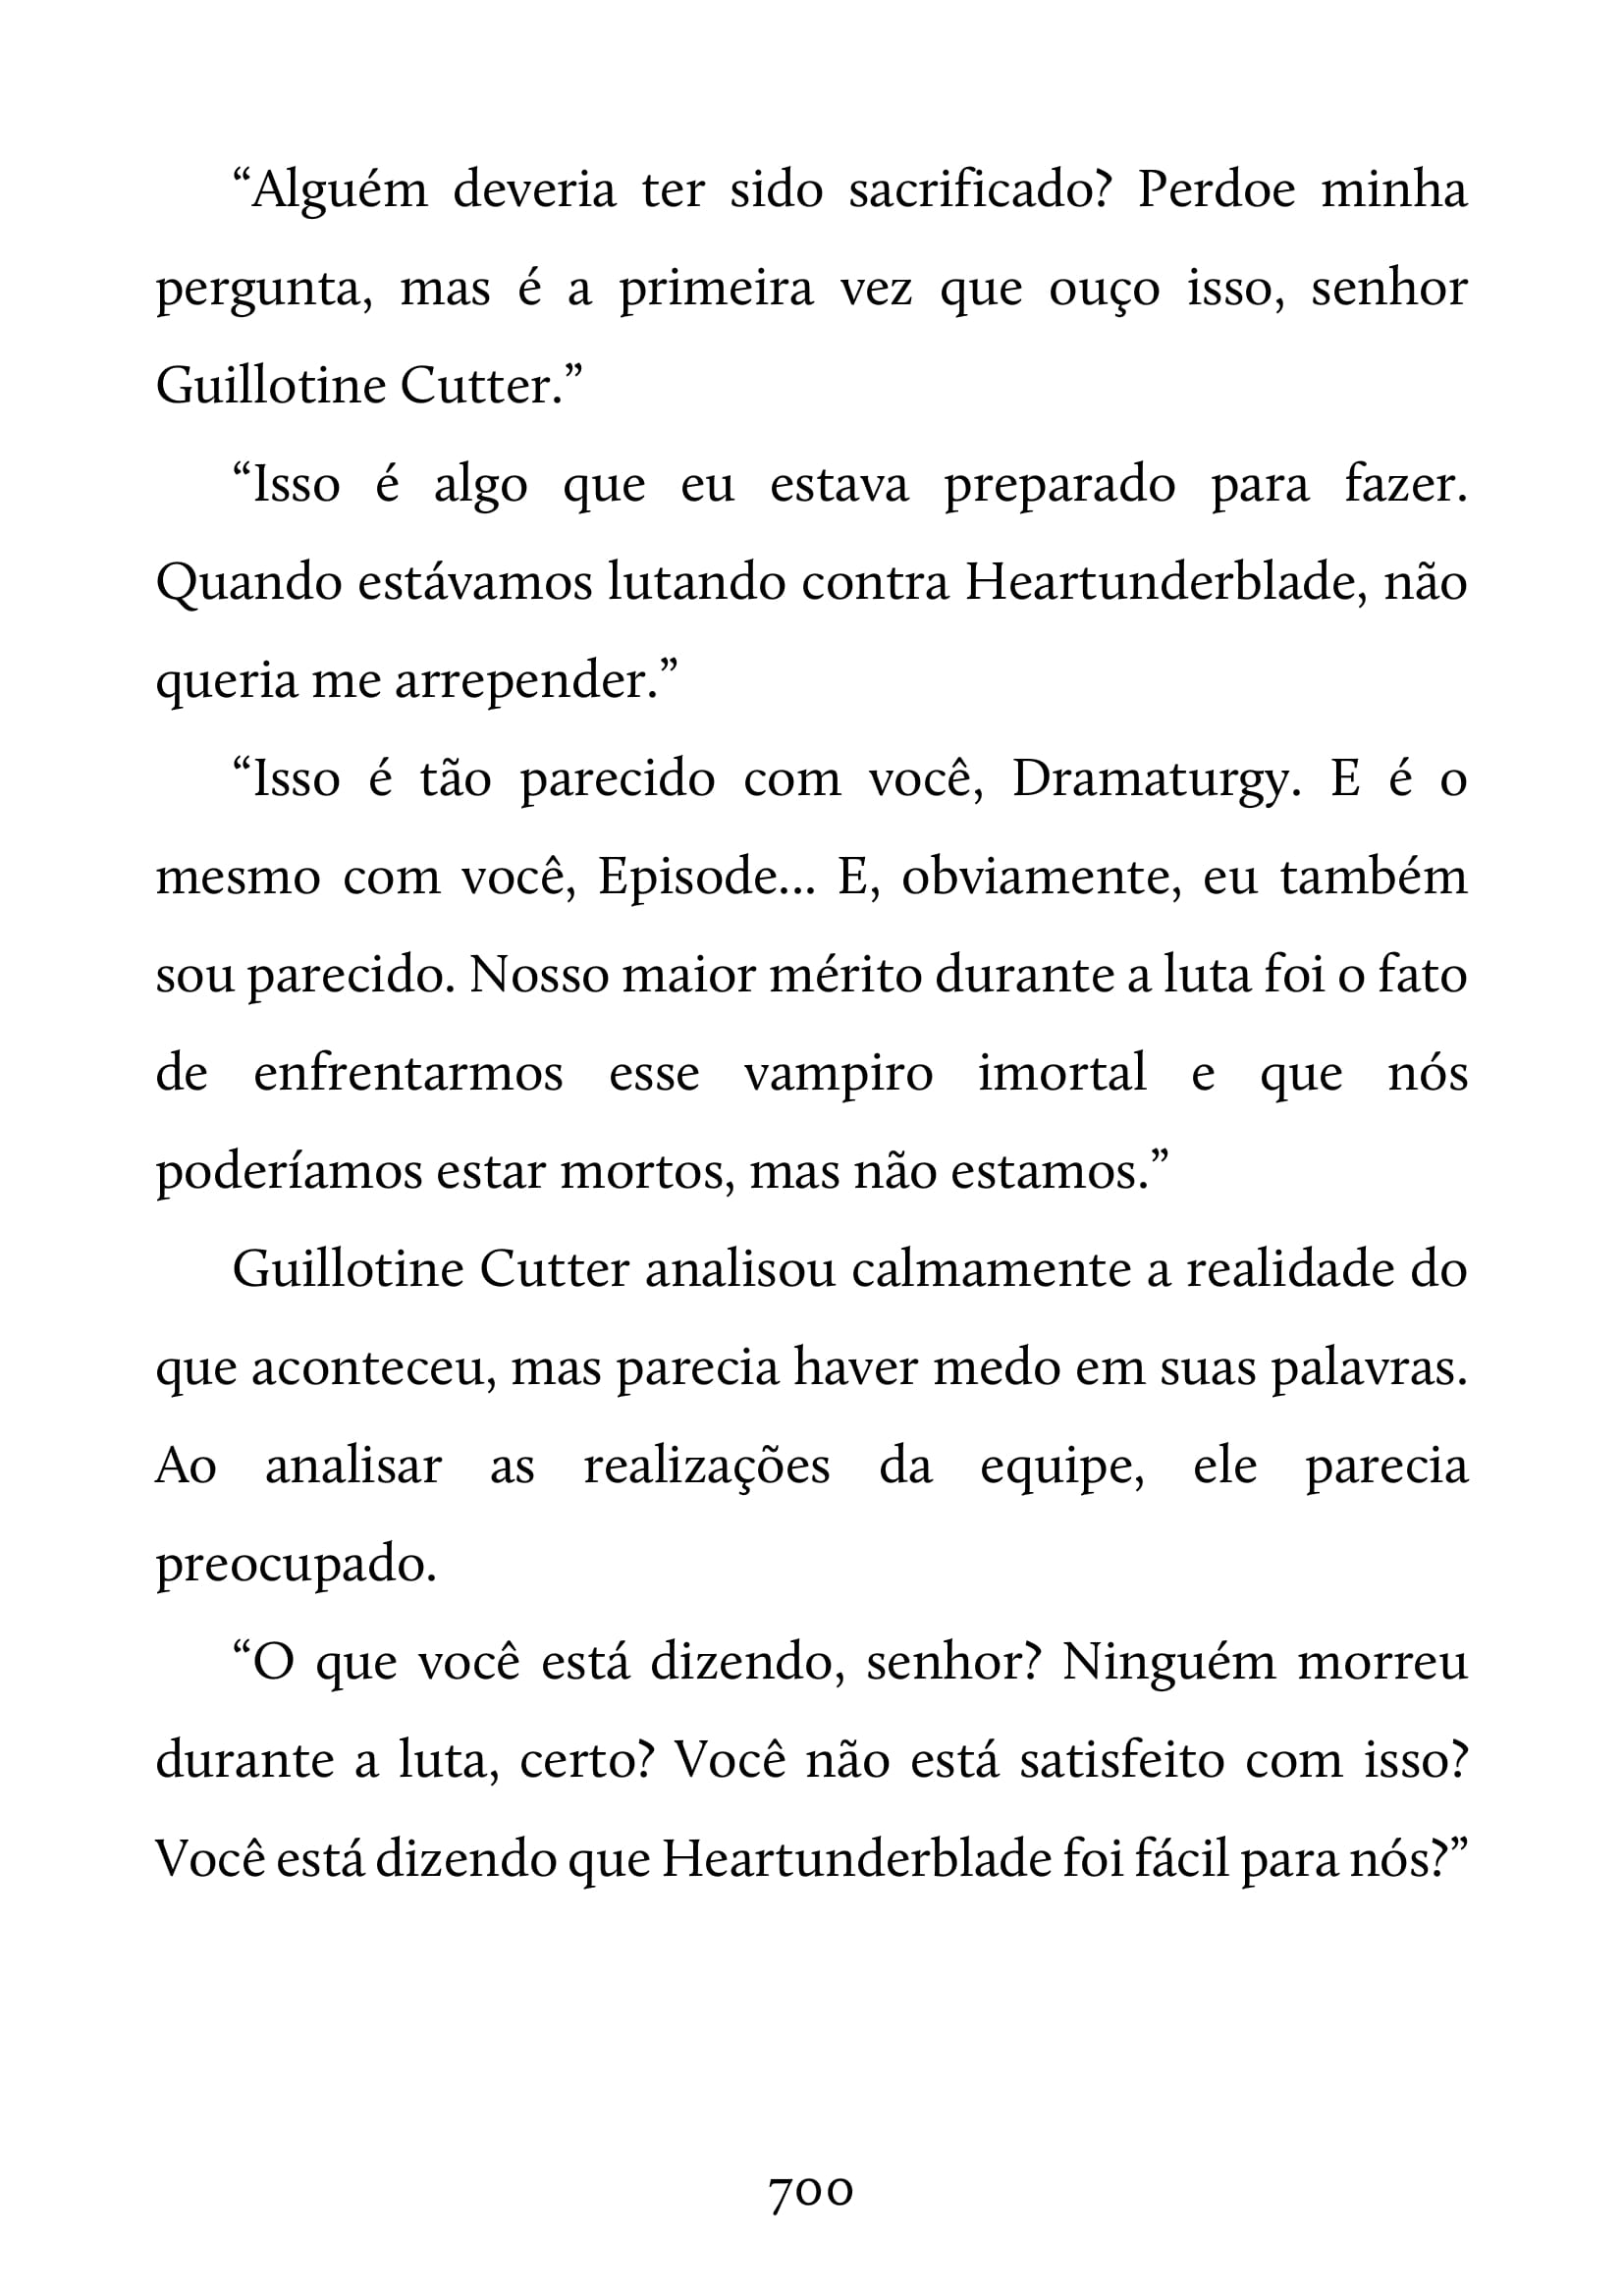 “Alguém deveria ter sido sacrificado? Perdoe minha
pergunta, mas é a primeira vez que ouço isso, senhor
Guillotine Cutter.”
“Isso é algo que eu estava preparado para fazer.
Quando estávamos lutando contra Heartunderblade, não
queria me arrepender.”
“Isso é tão parecido com você, Dramaturgy. E é o
mesmo com você, Episode... E, obviamente, eu também
sou parecido. Nosso maior mérito durante a luta foi o fato
de enfrentarmos esse vampiro imortal e que nós
poderíamos estar mortos, mas não estamos.”
Guillotine Cutter analisou calmamente a realidade do
que aconteceu, mas parecia haver medo em suas palavras.
Ao analisar as realizações da equipe, ele parecia
preocupado.
“O que você está dizendo, senhor? Ninguém morreu
durante a luta, certo? Você não está satisfeito com isso?
Você está dizendo que Heartunderblade foi fácil para nós?”
700